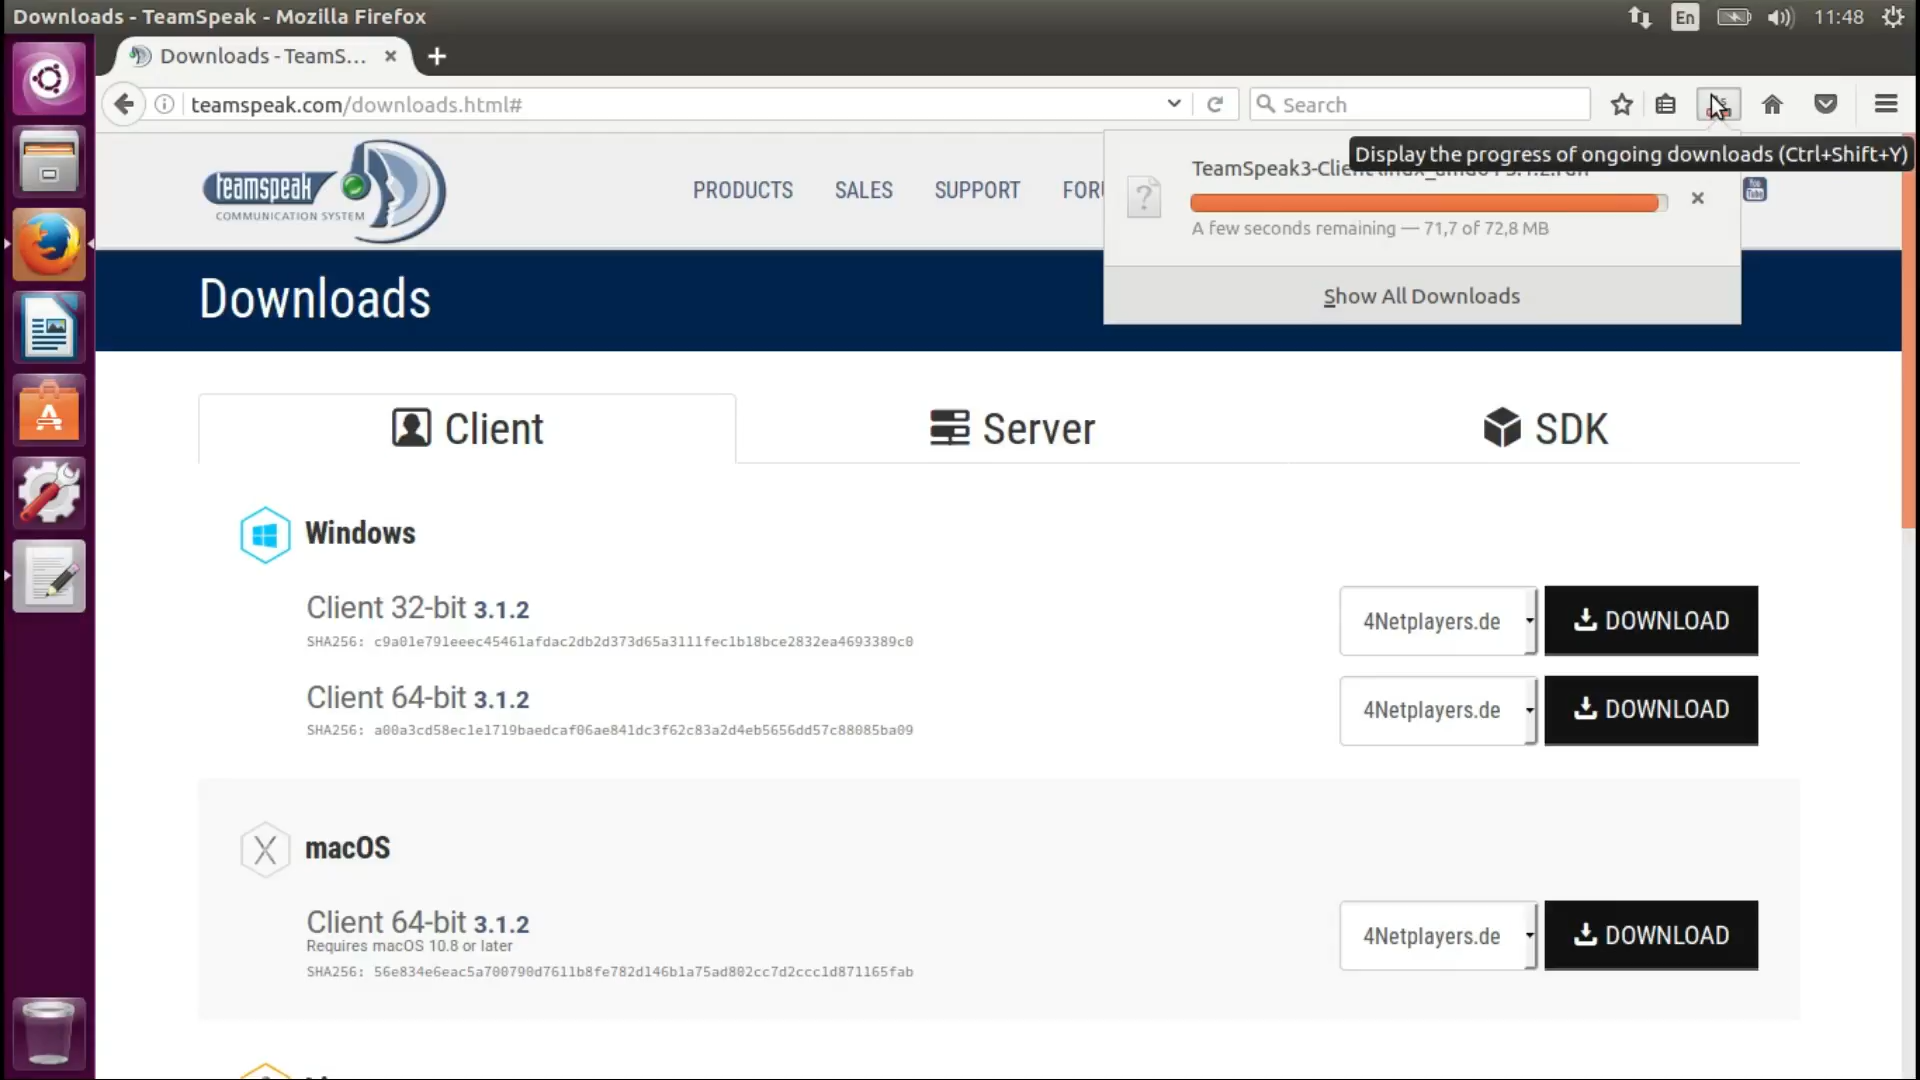 Downloads - TeamSpeak - Mozilla Firefox
En
11:48
Downloads - TeamS...
teamspeak.com/downloads.html#
Search
Display the progress of ongoing downloads (Ctrl+Shift+Y)
teamspeak
COMMUNICATION SYSTEM
PRODUCTS
SALES
SUPPORT
FORU
You
Tube
A few seconds remaining — 71,7 of 72,8 MB
Show All Downloads
Downloads
Client
Server
SDK
Windows
Client 32-bit 3.1.2
4Netplayers.de
DOWNLOAD
SHA256: c9a01e791eeec45461afdac2db2d373d65a3111fec1b18bce2832ea4693389c0
Client 64-bit 3.1.2
4Netplayers.de
DOWNLOAD
SHA256: a00a3cd58ec1e1719baedcaf06ae841dc3f62c83a2d4eb5656dd57c88085ba09
macOS
Client 64-bit 3.1.2
Requires macOS 10.8 or later
4Netplayers.de
DOWNLOAD
SHA256: 56e834e6eac5a700790d7611b8fe782d146b1a75ad802cc7d2ccc1d871165fab